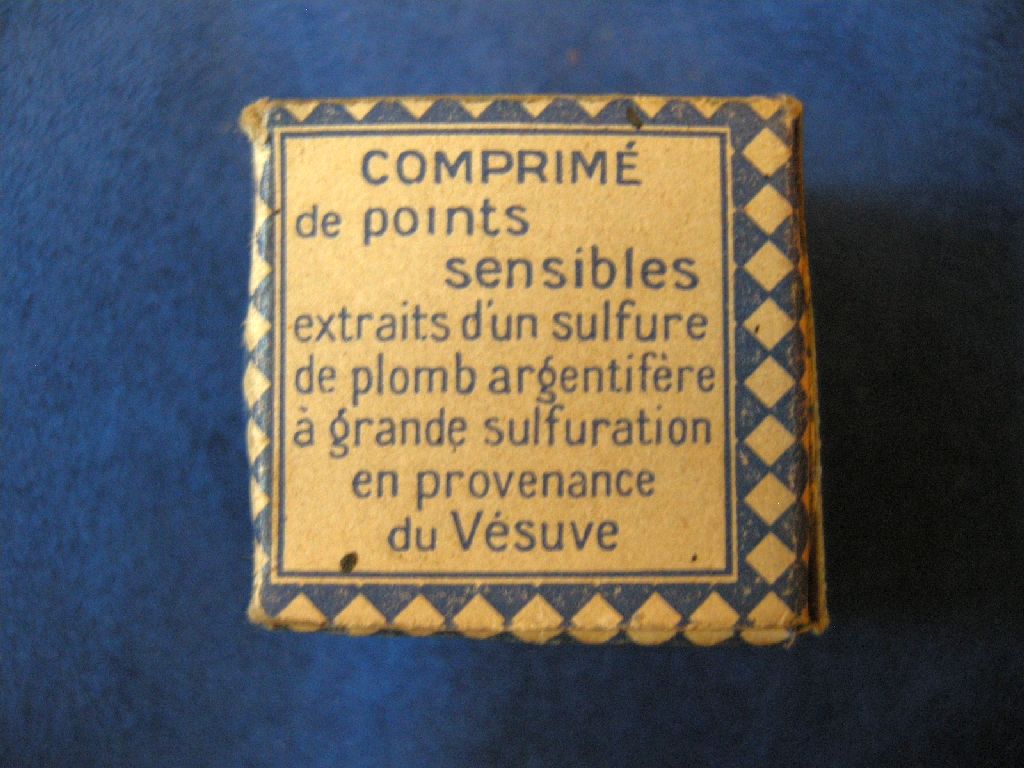 COMPRIMÉ
de points
sensibles
extraits d'un sulfure
de plomb argentifère
à grande sulfuration
en provenance
du Vésuve